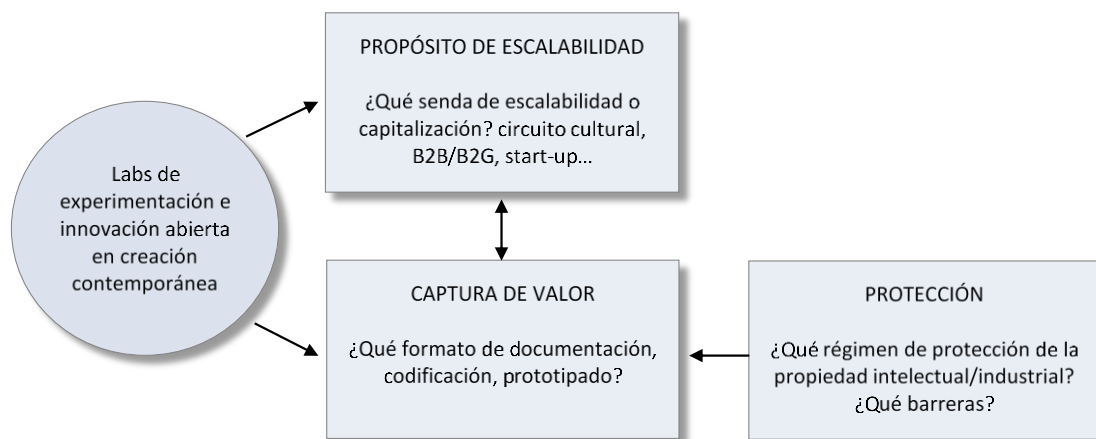 Labs de
experimentación e
innovación abierta
en creación
contemporánea
PROPÓSITO DE ESCALABILIDAD
¿Qué senda de escalabilidad o
capitalización? circuito cultural,
B2B/B2G, start-up...
CAPTURA DE VALOR
¿Qué formato de documentación,
codificación, prototipado?
PROTECCIÓN
¿Qué régimen de protección de la
propiedad intelectual/industrial?
¿Qué barreras?